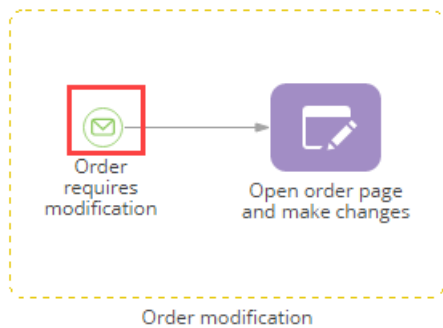 Order
requires
modification
Open order page
and make changes
Order modification